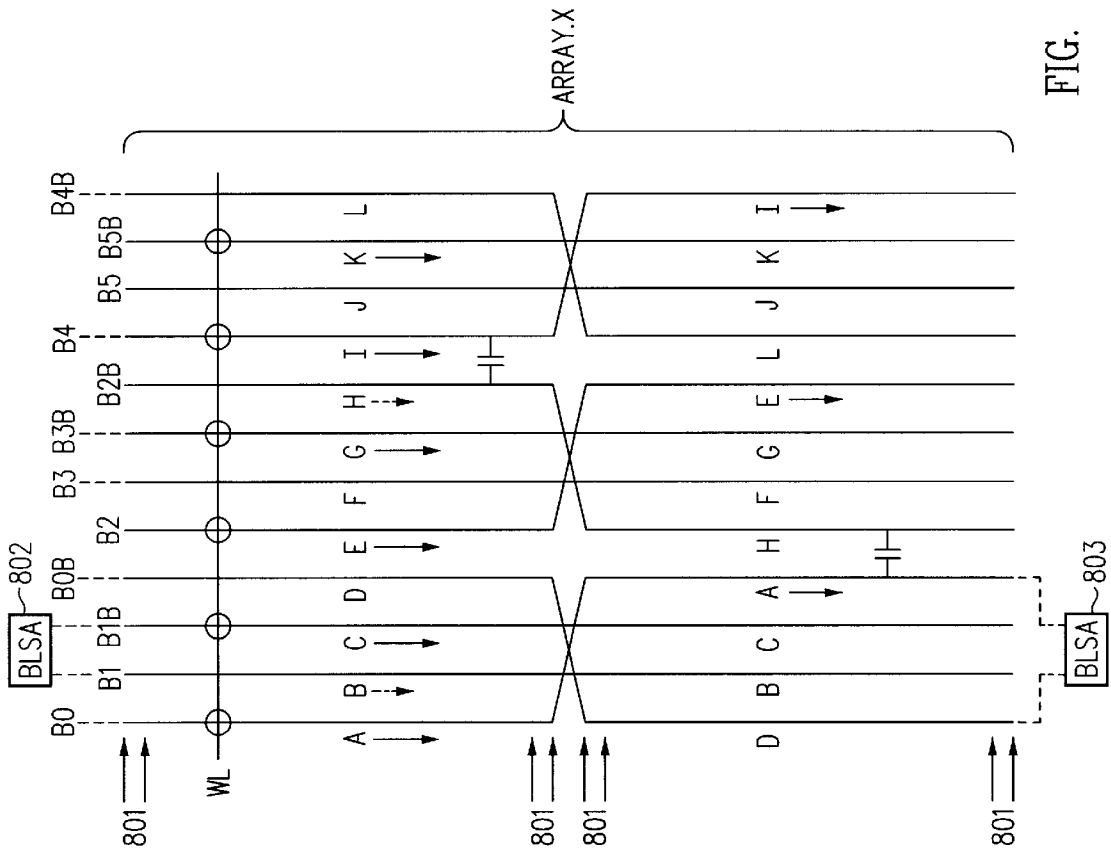 BLSA 802
B0 B1 B1B B0B B2 B3 B3B B2B B4 B5 B5B B4B
801
WL
A B C D E F G H I J K L
ARRAY.X
801 801
D B C A H F G E L J K I
801
BLSA 803
FIG.